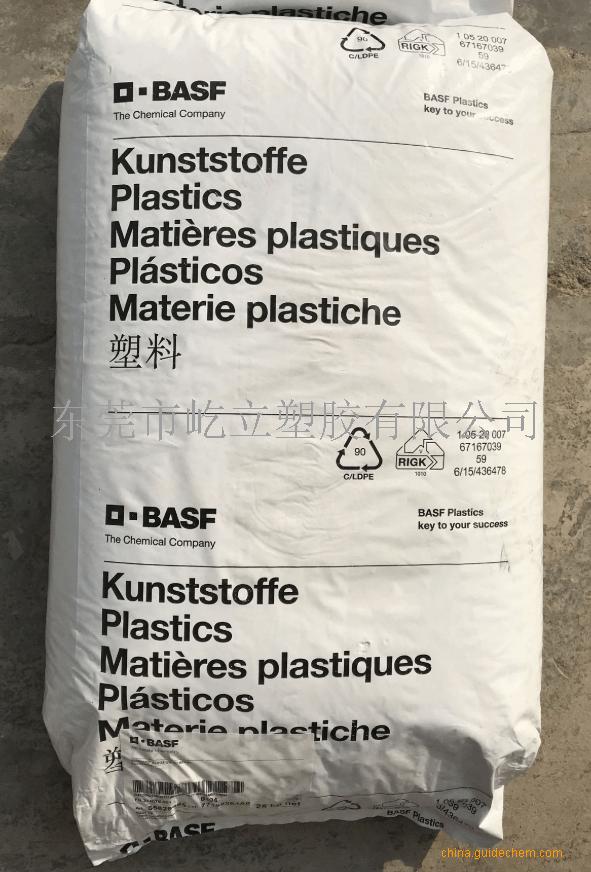 Materie plastiche
90
C/LDPE
RIGK
1010
1 05 20 007
67167039
59
BASF
The Chemical Company
BASF Plastics
key to your success
Kunststoffe
Plastics
Matières plastiques
Plásticos
Materie plastiche
塑料
东莞市屹立塑胶有限公司
90
C/LDPE
RIGK
1010
1 05 20 007
67167039
59
6/15/436478
BASF
The Chemical Company
BASF Plastics
key to your success
Kunststoffe
Plastics
Matières plastiques
Plásticos
Materie plastiche
塑
BASF
BASF
BASF Plastics
china.guidechem.com